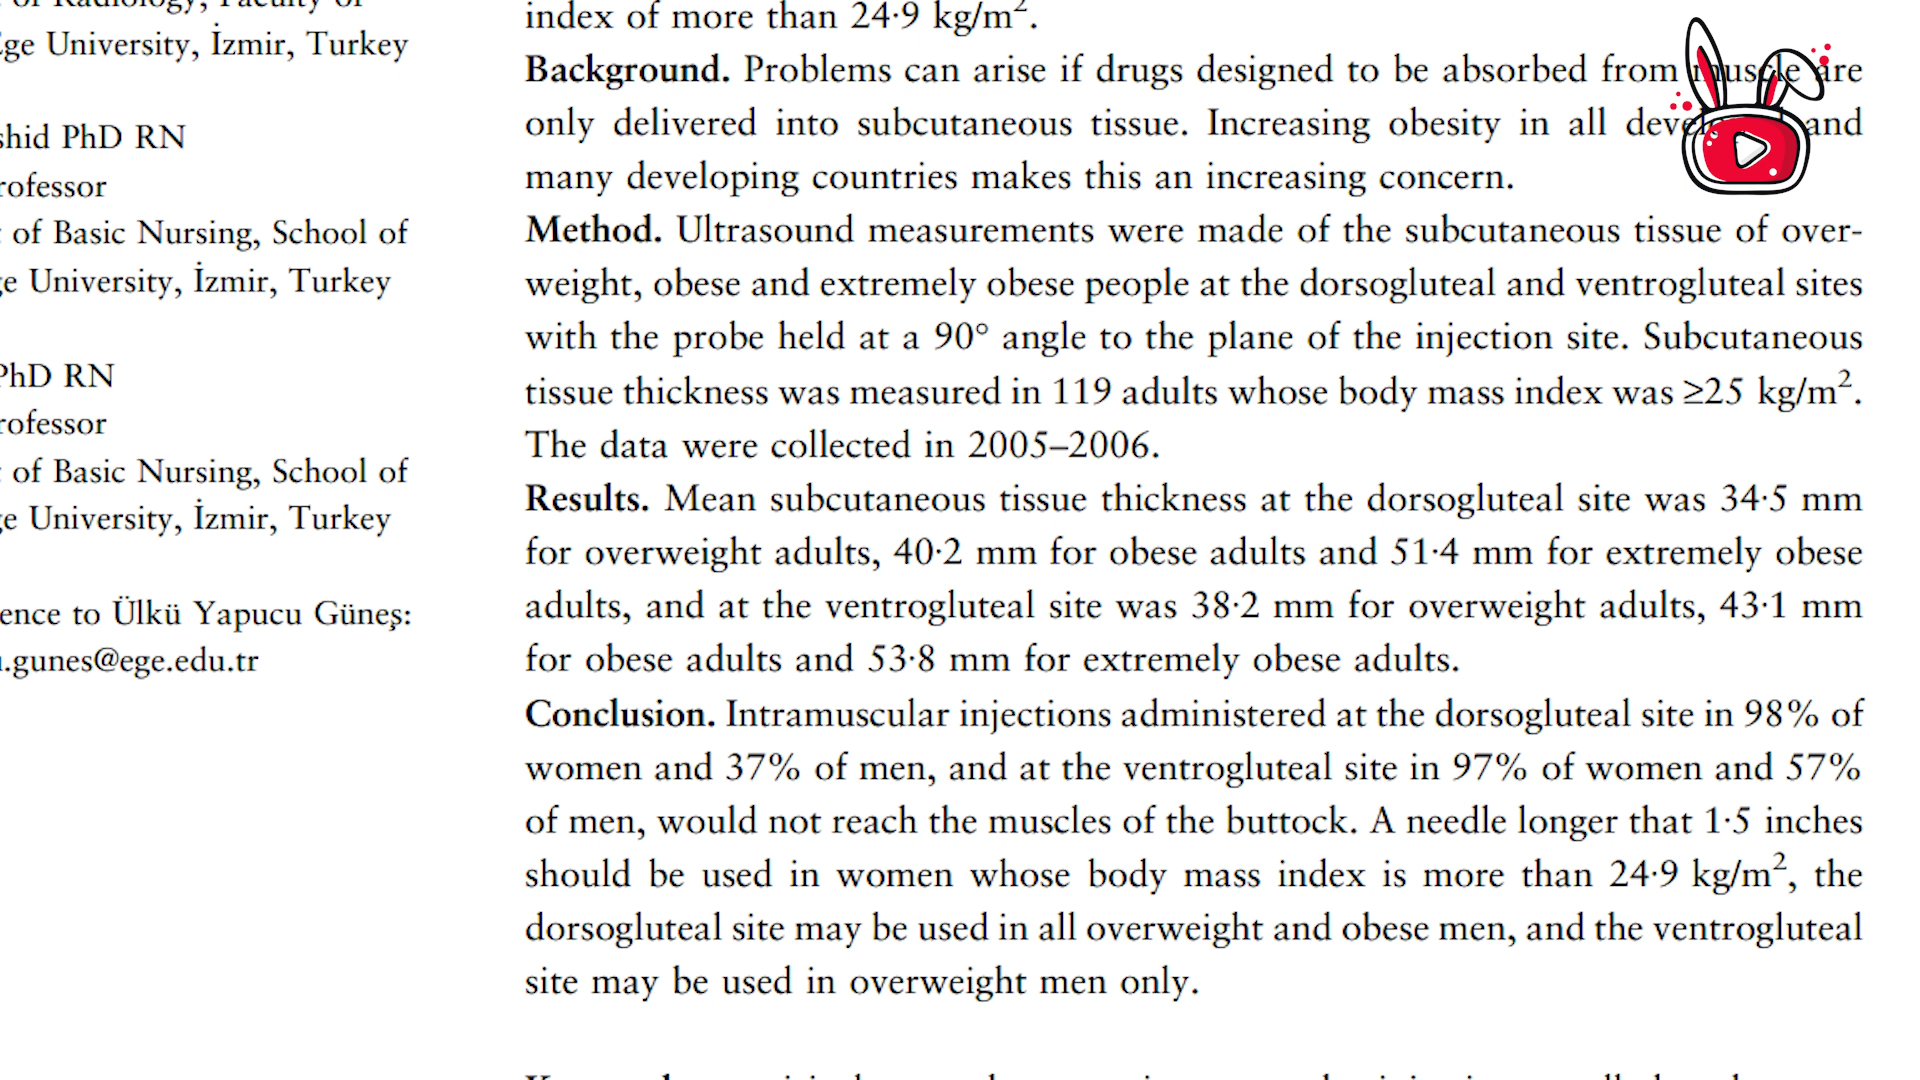 of Radiology, Faculty of
Ege University, İzmir, Turkey
shid PhD RN
rofessor
of Basic Nursing, School of
ge University, İzmir, Turkey
PhD RN
rofessor
of Basic Nursing, School of
ge University, İzmir, Turkey
ence to Ülkü Yapucu Güneş:
u.gunes@ege.edu.tr
index of more than 24·9 kg/m².
Background. Problems can arise if drugs designed to be absorbed from muscle are
only delivered into subcutaneous tissue. Increasing obesity in all and
many developing countries makes this an increasing concern.
Method. Ultrasound measurements were made of the subcutaneous tissue of over-
weight, obese and extremely obese people at the dorsogluteal and ventrogluteal sites
with the probe held at a 90° angle to the plane of the injection site. Subcutaneous
tissue thickness was measured in 119 adults whose body mass index was ≥25 kg/m².
The data were collected in 2005–2006.
Results. Mean subcutaneous tissue thickness at the dorsogluteal site was 34·5 mm
for overweight adults, 40·2 mm for obese adults and 51·4 mm for extremely obese
adults, and at the ventrogluteal site was 38·2 mm for overweight adults, 43·1 mm
for obese adults and 53·8 mm for extremely obese adults.
Conclusion. Intramuscular injections administered at the dorsogluteal site in 98% of
women and 37% of men, and at the ventrogluteal site in 97% of women and 57%
of men, would not reach the muscles of the buttock. A needle longer that 1·5 inches
should be used in women whose body mass index is more than 24·9 kg/m², the
dorsogluteal site may be used in all overweight and obese men, and the ventrogluteal
site may be used in overweight men only.